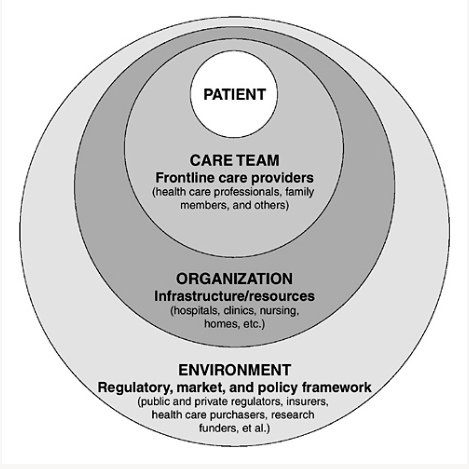 PATIENT
CARE TEAM
Frontline care providers
(health care professionals, family
members, and others)
ORGANIZATION
Infrastructure/resources
(hospitals, clinics, nursing,
homes, etc.)
ENVIRONMENT
Regulatory, market, and policy framework
(public and private regulators, insurers,
health care purchasers, research
funders, et al.)